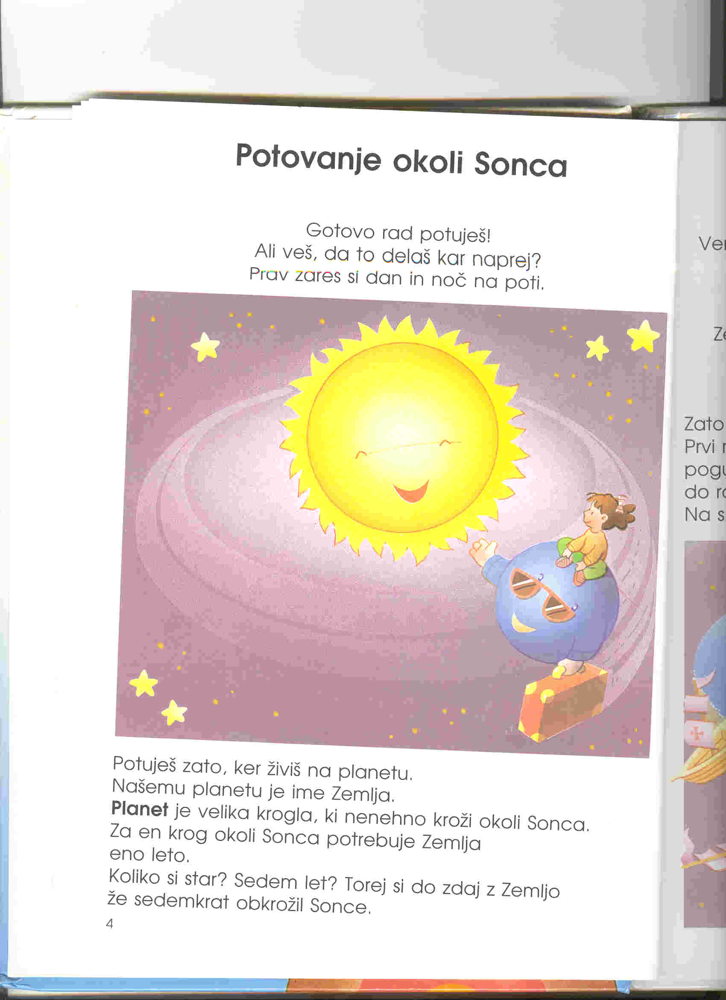 Potovanje okoli Sonca
Gotovo rad potuješ!
Ali veš, da to delaš kar naprej?
Prav zares si dan in noč na poti.
Potuješ zato, ker živiš na planetu.
Našemu planetu je ime Zemlja.
Planet je velika krogla, ki nenehno kroži okoli Sonca.
Za en krog okoli Sonca potrebuje Zemlja
eno leto.
Koliko si star? Sedem let? Torej si do zdaj z Zemljo
že sedemkrat obkrožil Sonce.
4
Zato
Prvi
do
Na